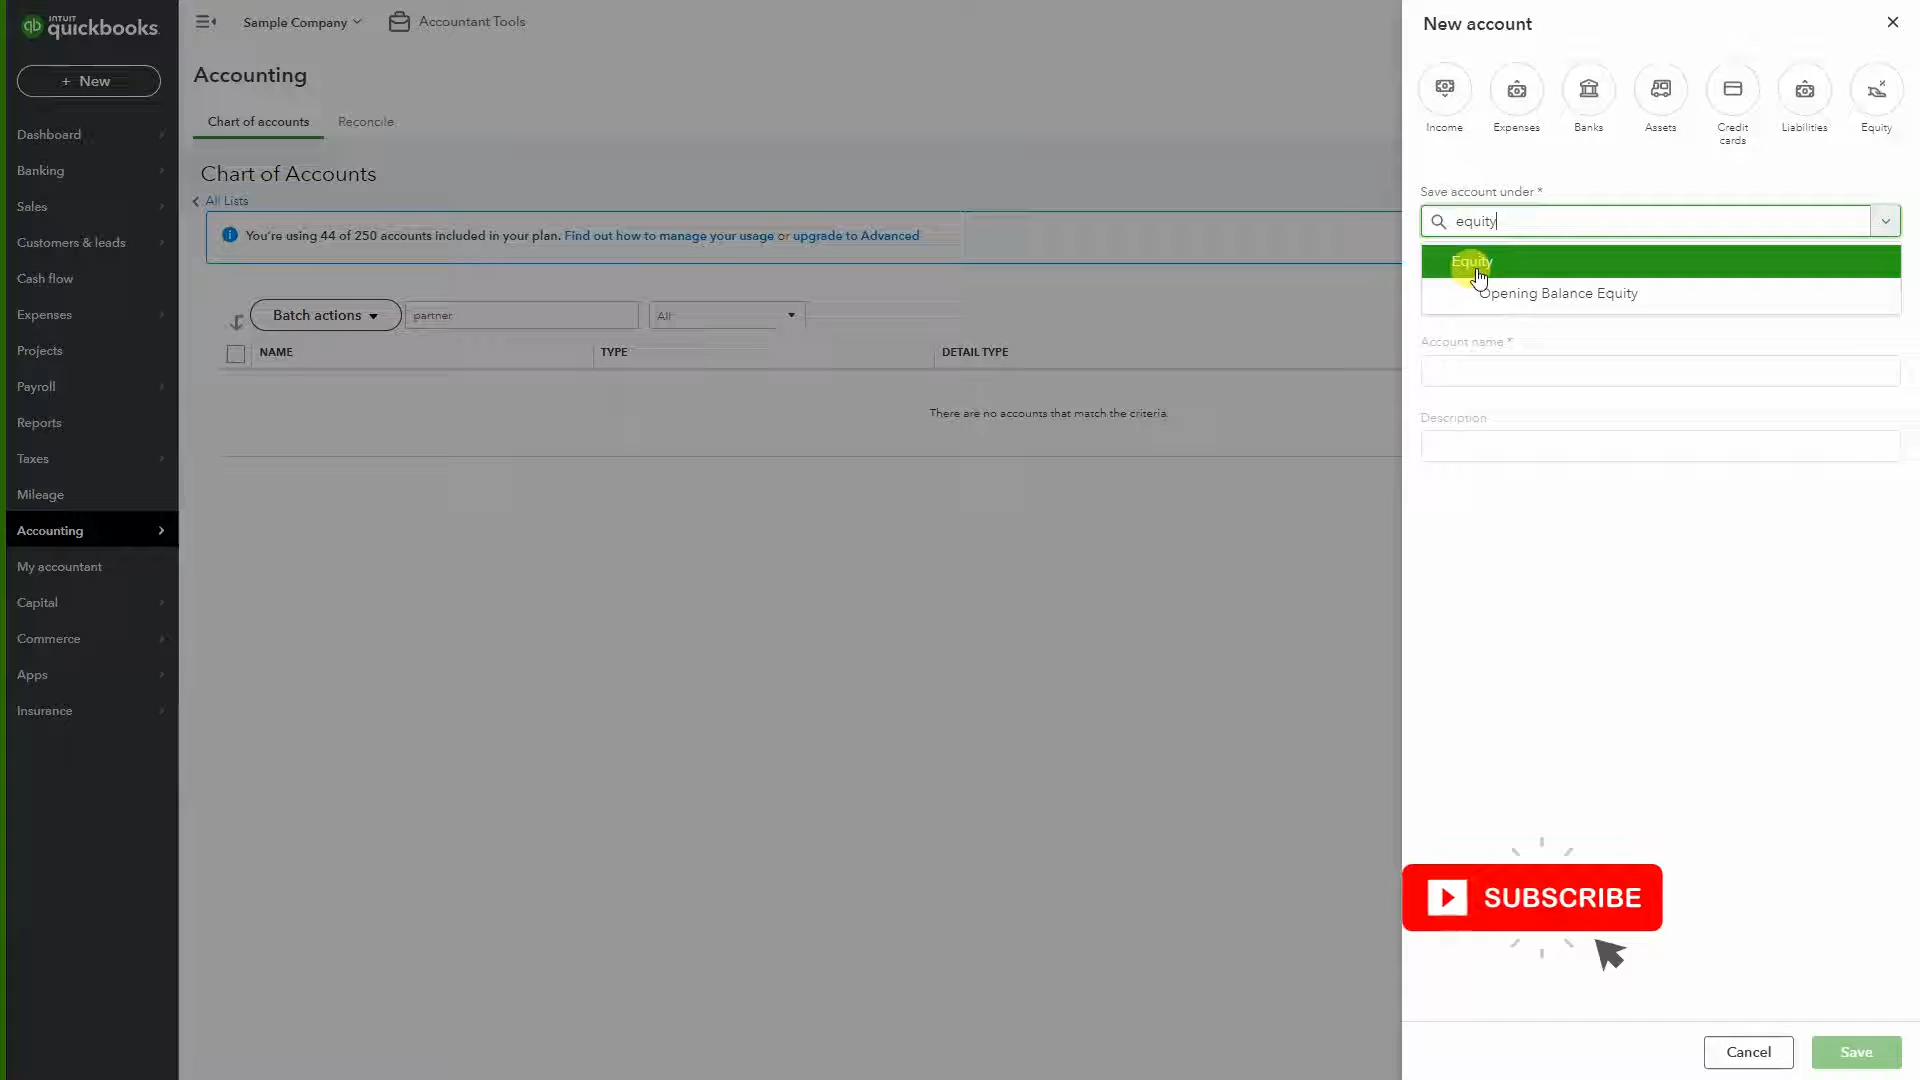 INTUIT
quickbooks
Sample Company
Accountant Tools
New account
+ New
Accounting
Income
Expenses
Banks
Assets
Credit cards
Liabilities
Equity
Chart of accounts
Reconcile
Dashboard
Banking
Sales
Customers & leads
Cash flow
Expenses
Projects
Payroll
Reports
Taxes
Mileage
Accounting
My accountant
Capital
Commerce
Apps
Insurance
Chart of Accounts
All Lists
You're using 44 of 250 accounts included in your plan. Find out how to manage your usage or upgrade to Advanced
Batch actions
partner
All
NAME
TYPE
DETAIL TYPE
There are no accounts that match the criteria.
Save account under *
equity
Equity
Opening Balance Equity
Account name *
Description
SUBSCRIBE
Cancel
Save